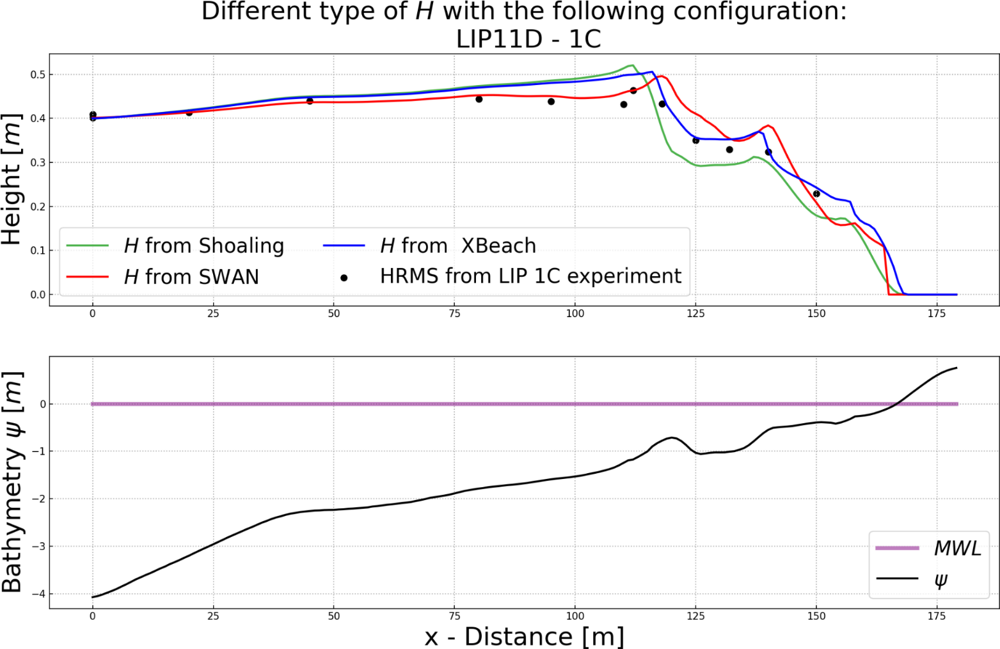 Different type of H with the following configuration:
LIP11D - 1C
Height [m]
0.5
0.4
0.3
0.2
0.1
0.0
H from Shoaling
H from SWAN
H from  XBeach
HRMS from LIP 1C experiment
0 25 50 75 100 125 150 175
Bathymetry ψ [m]
0
−1
−2
−3
−4
MWL
ψ
0 25 50 75 100 125 150 175
x - Distance [m]